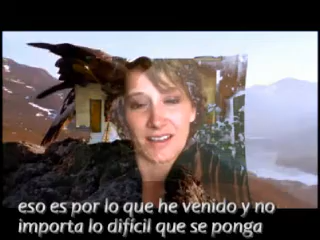 eso es por lo que he venido y no
importa lo difícil que se ponga